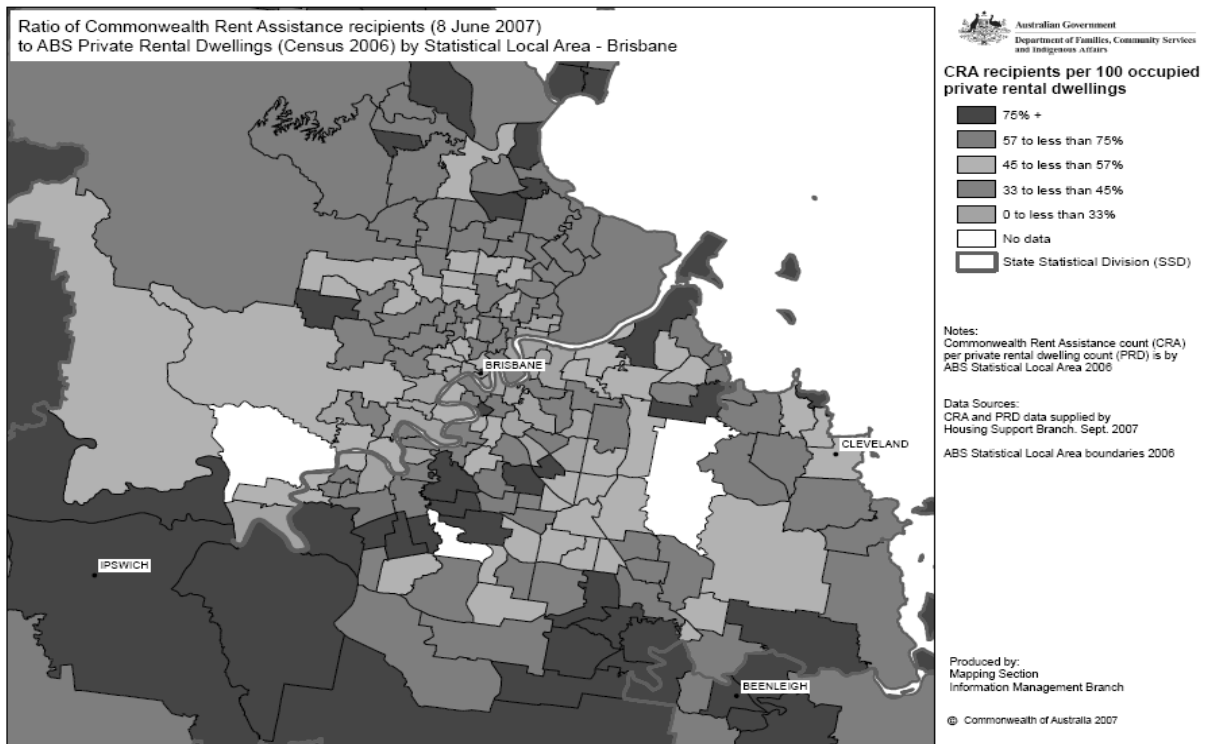 Ratio of Commonwealth Rent Assistance recipients (8 June 2007)
to ABS Private Rental Dwellings (Census 2006) by Statistical Local Area - Brisbane
Australian Government
Department of Families, Community Services
and Indigenous Affairs
CRA recipients per 100 occupied
private rental dwellings
75% +
57 to less than 75%
45 to less than 57%
33 to less than 45%
0 to less than 33%
No data
State Statistical Division (SSD)
Notes:
Commonwealth Rent Assistance count (CRA)
per private rental dwelling count (PRD) is by
ABS Statistical Local Area 2006
Data Sources:
CRA and PRD data supplied by
Housing Support Branch. Sept. 2007
ABS Statistical Local Area boundaries 2006
BRISBANE
CLEVELAND
IPSWICH
BEENLEIGH
Produced by:
Mapping Section
Information Management Branch
© Commonwealth of Australia 2007